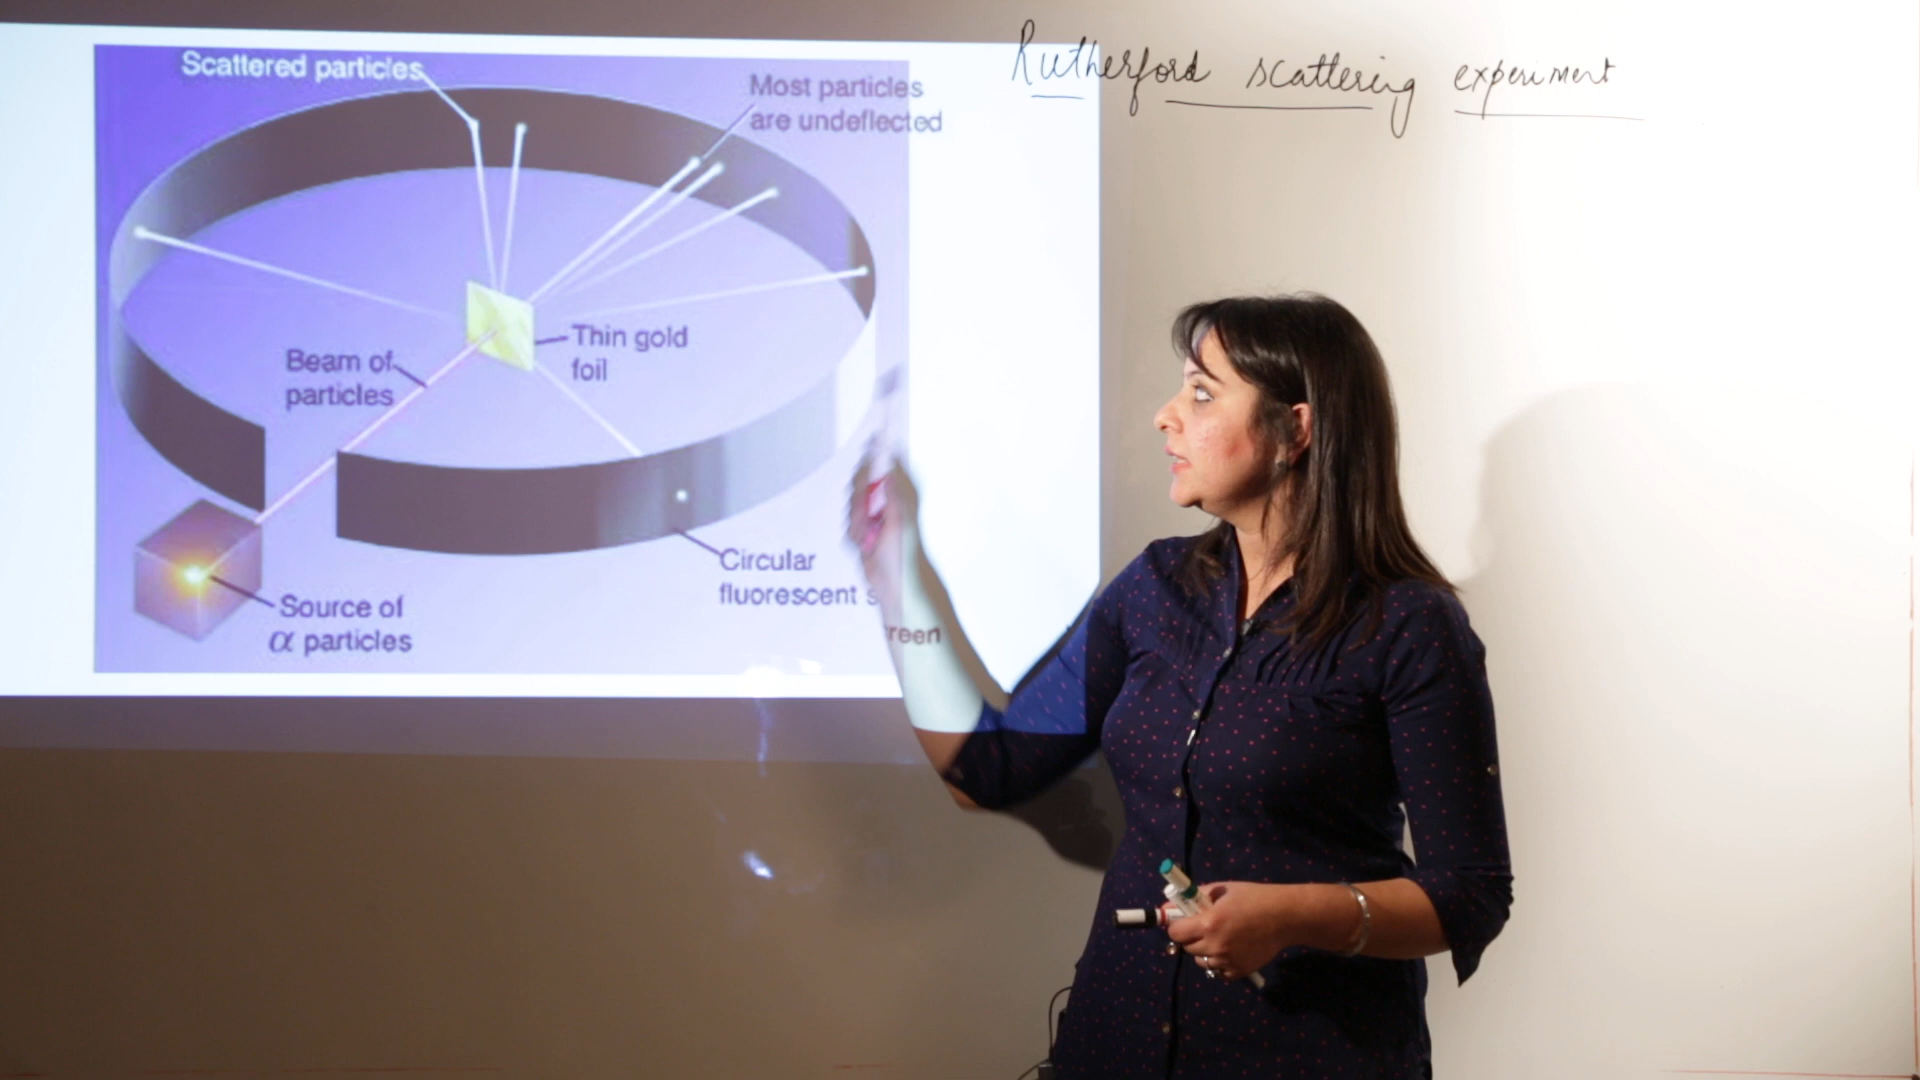 Rutherford scattering experiment
Scattered particles
Most particles
are undeflected
Thin gold
foil
Beam of
particles
Circular
fluorescent s
reen
Source of
α particles